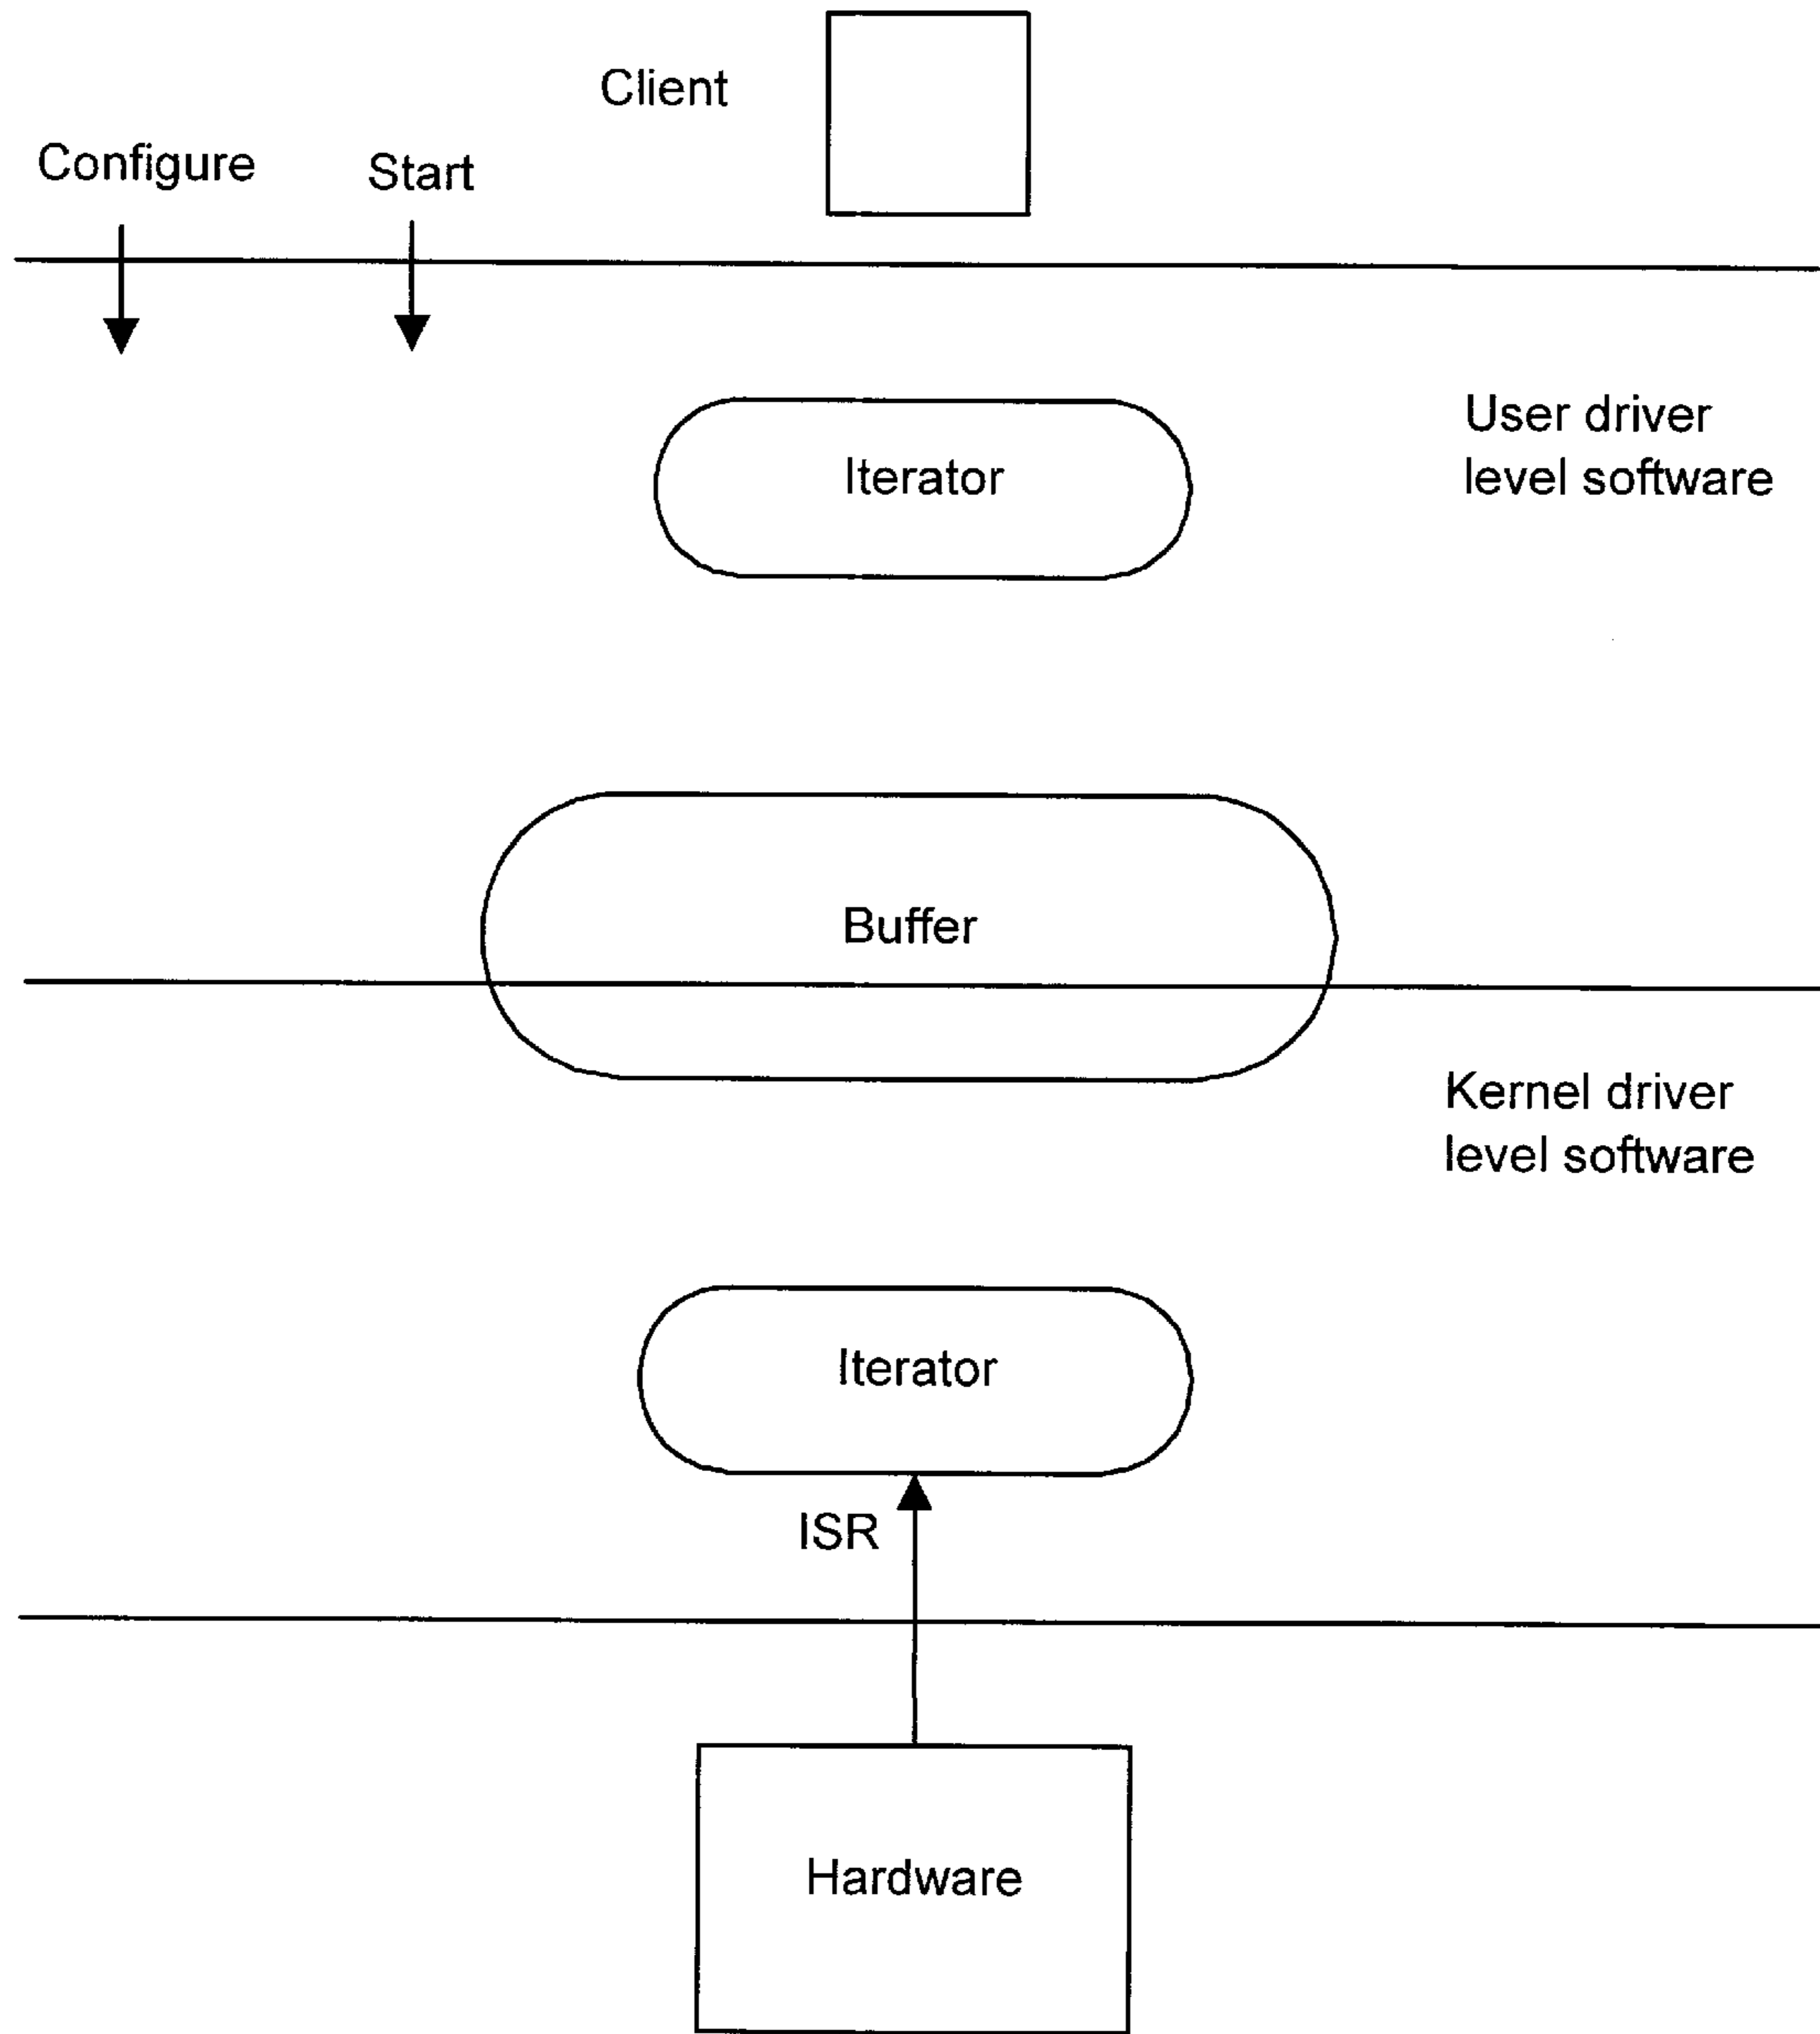 Client
Configure
Start
Iterator
User driver
level software
Buffer
Kernel driver
level software
Iterator
ISR
Hardware